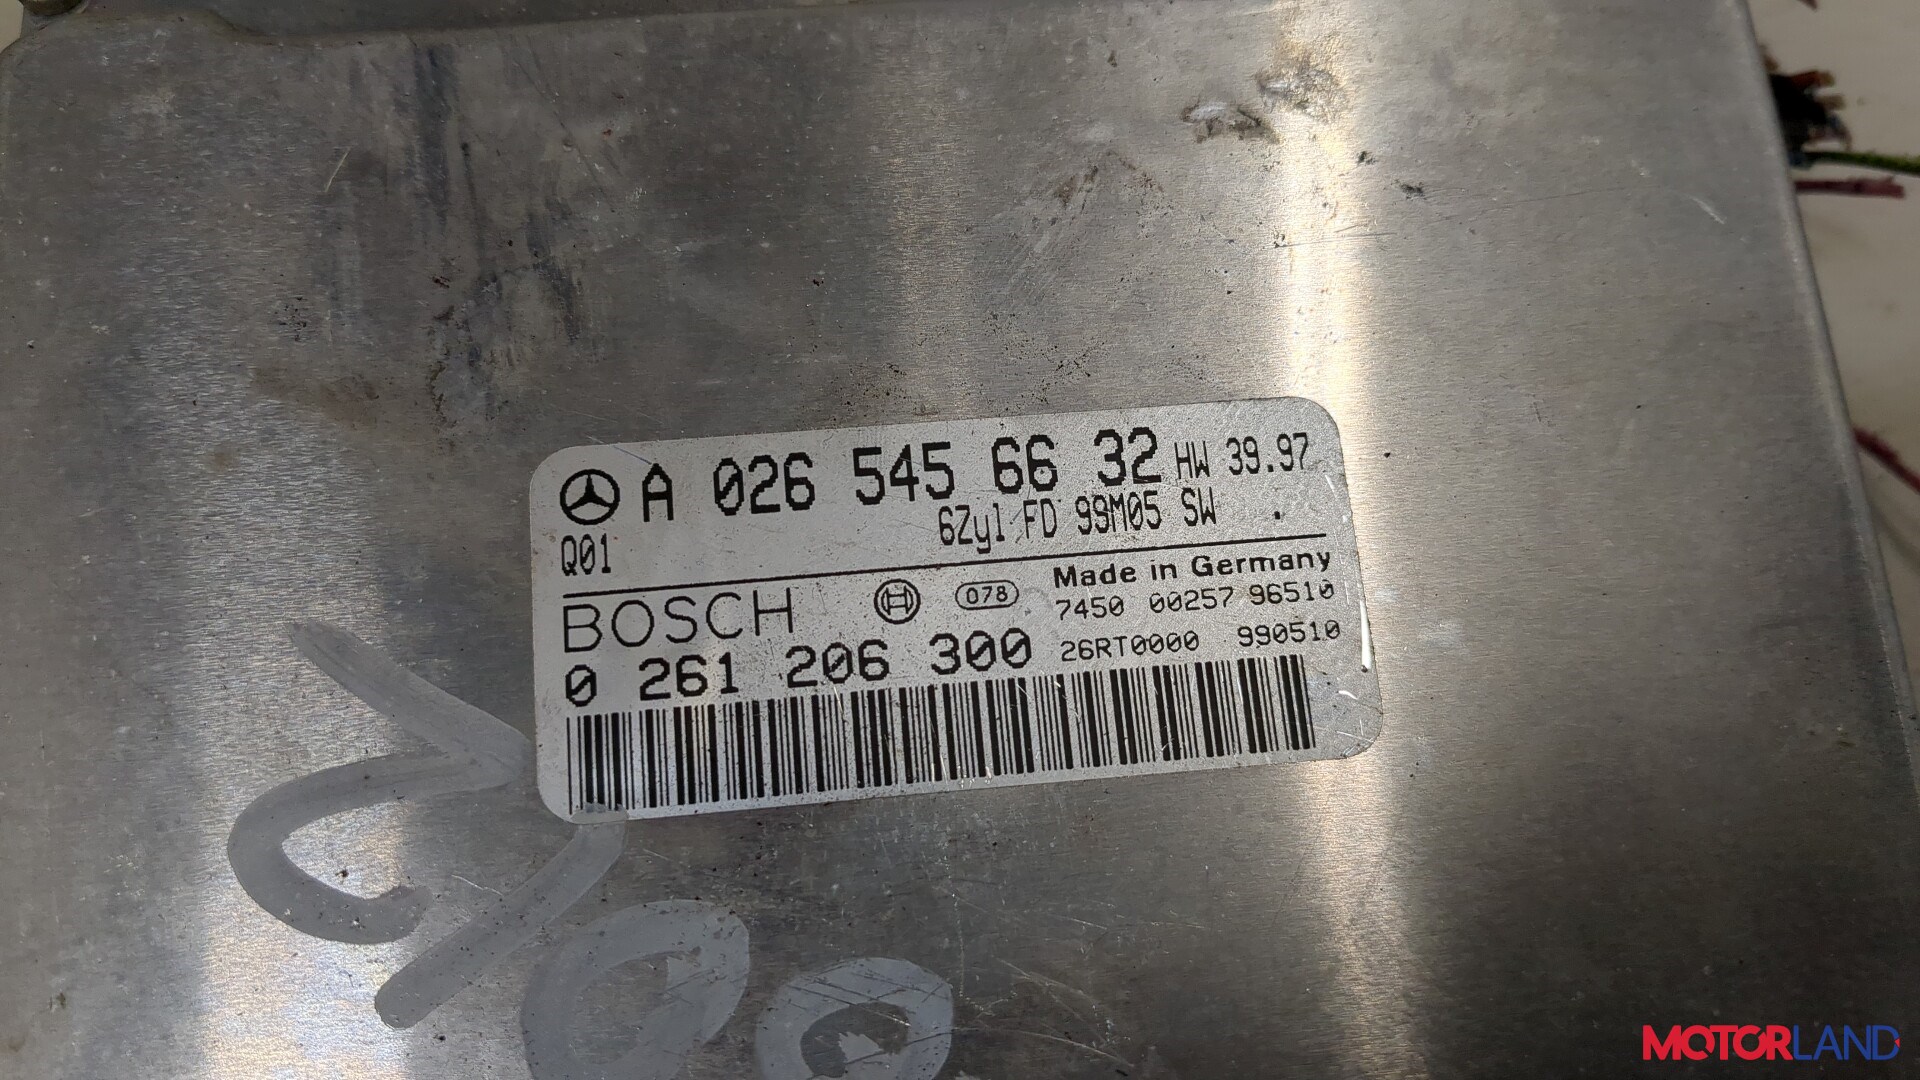 A 026 545 66 32 HW 39.97
6Zyl FD 99M05 SW .
Q01
Made in Germany
BOSCH 078 7450 00257 96510
0 261 206 300 26RT0000 990510
MOTORLAND